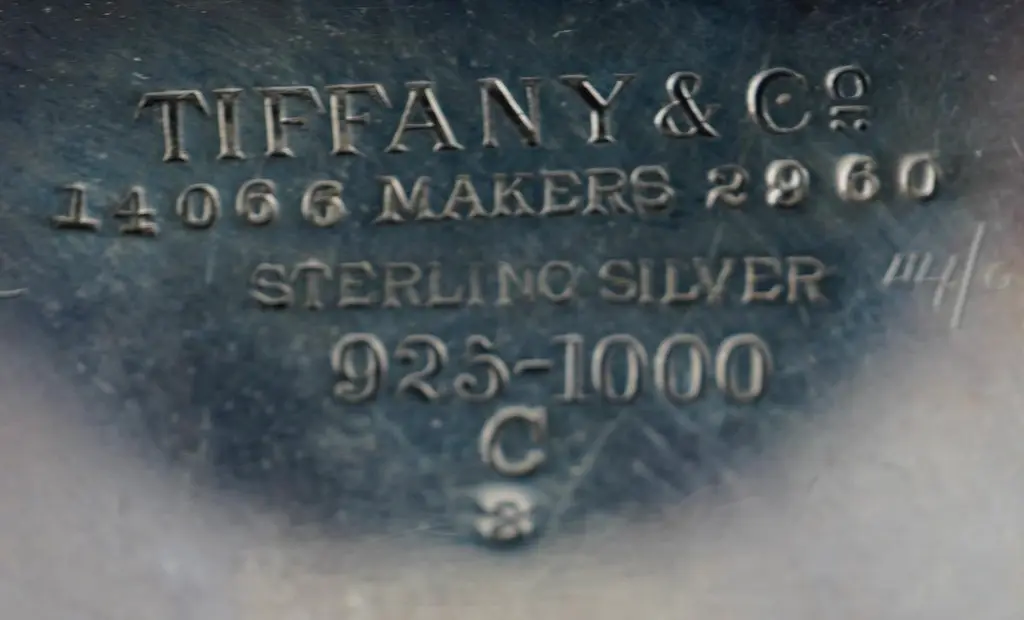 TIFFANY & Co
14066 MAKERS 2960
STERLING SILVER
925-1000
C